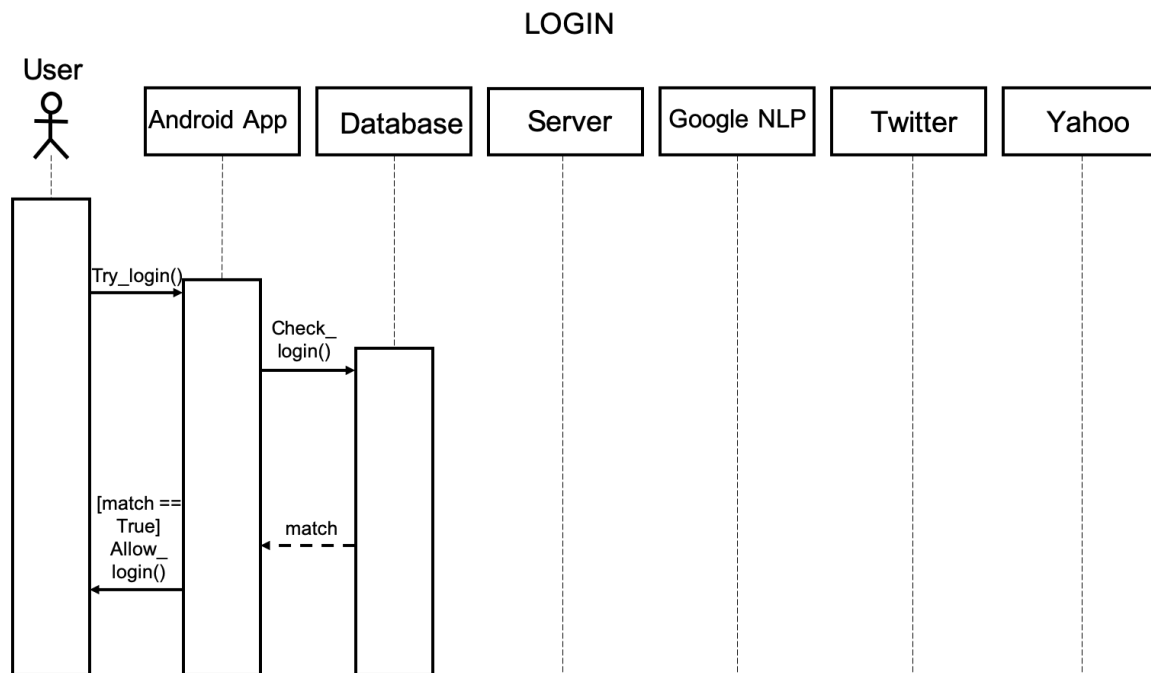 LOGIN
User
Android App
Database
Server
Google NLP
Twitter
Yahoo
Try_login()
Check_
login()
[match ==
True]
Allow_
login()
match